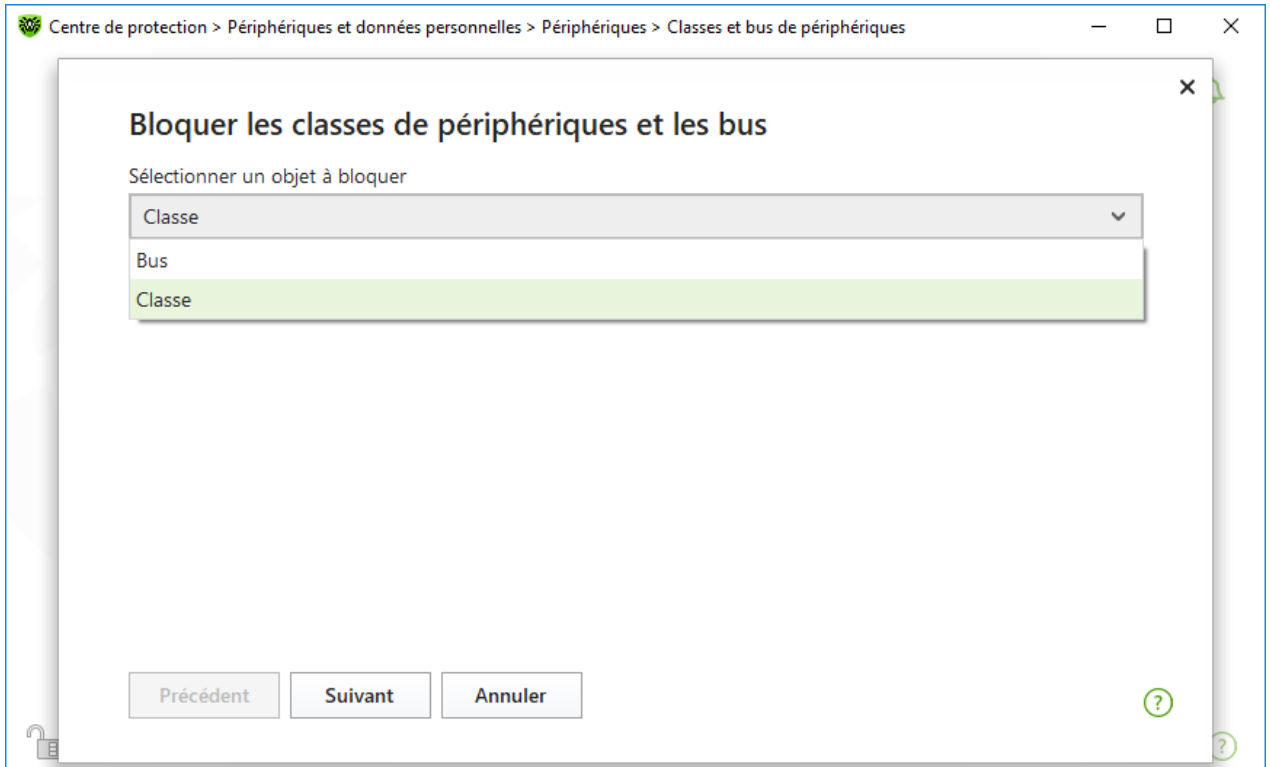 Centre de protection > Périphériques et données personnelles > Périphériques > Classes et bus de périphériques
Bloquer les classes de périphériques et les bus
Sélectionner un objet à bloquer
Classe
Bus
Classe
Précédent Suivant Annuler ?
?